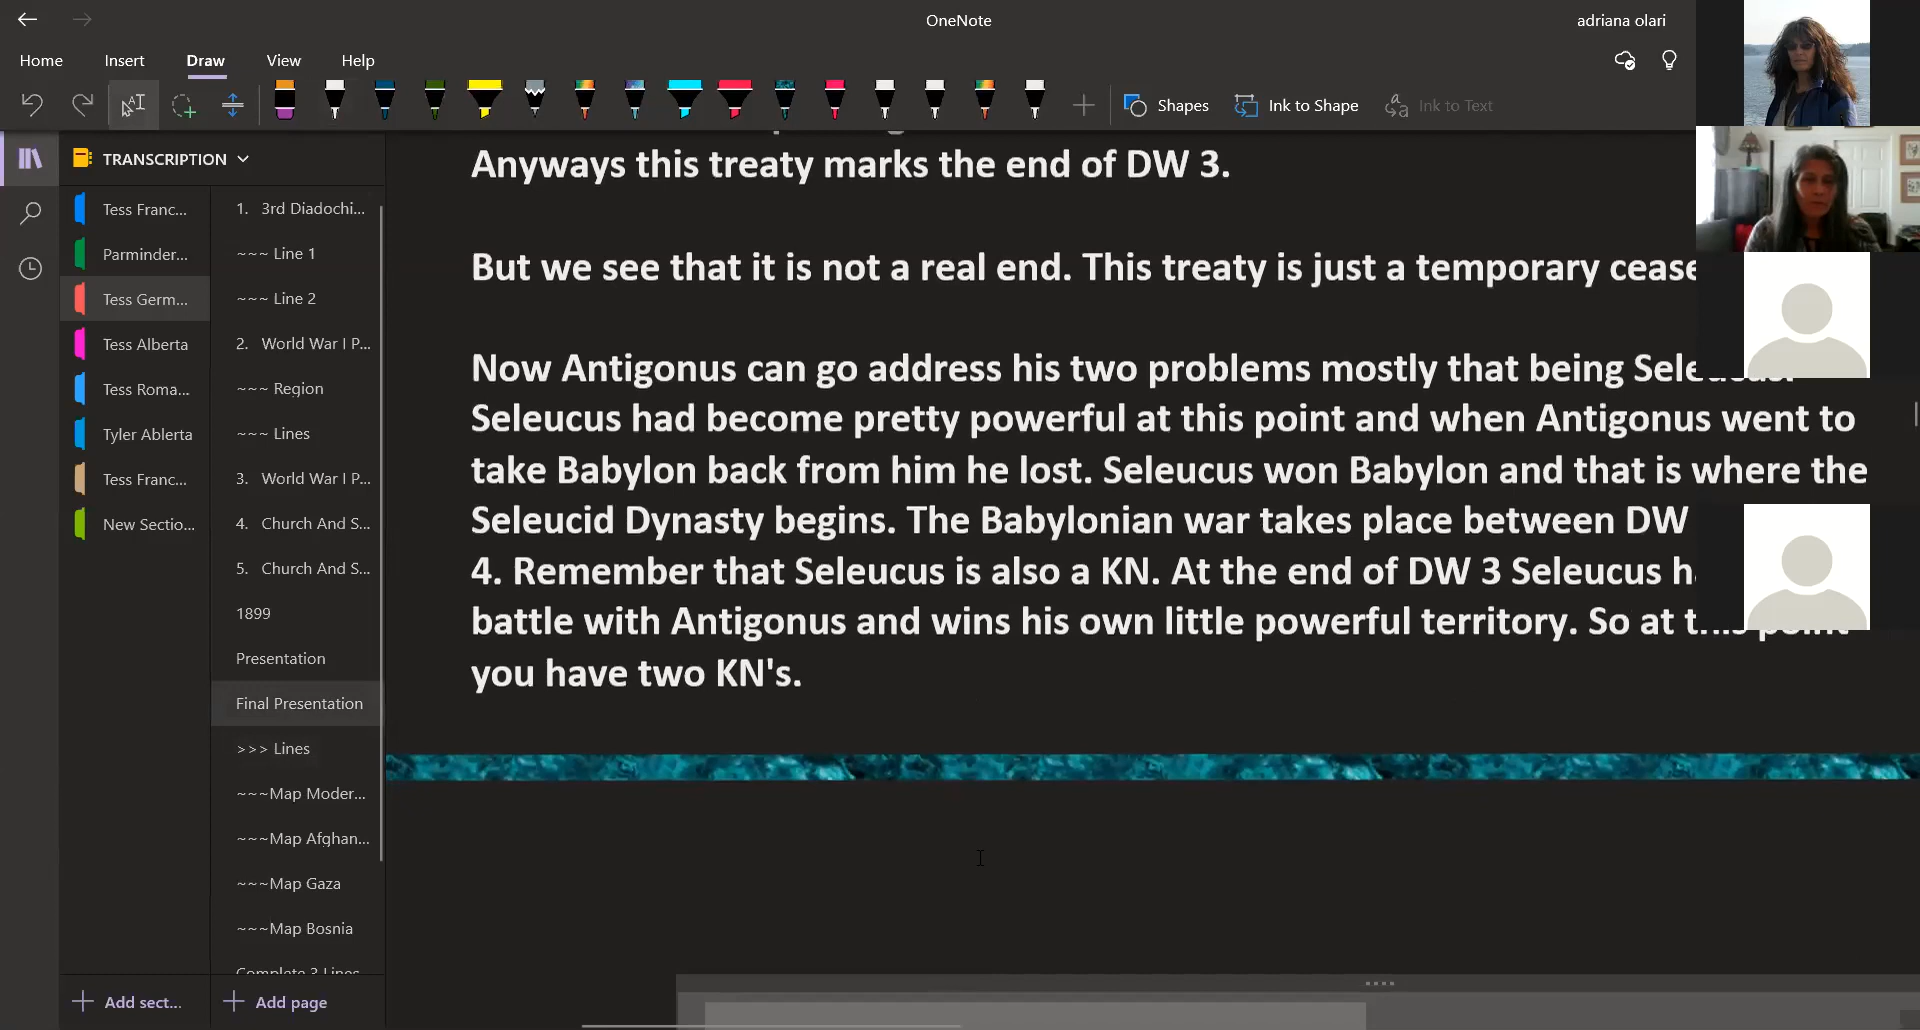 OneNote
adriana olari
Home Insert Draw View Help
Shapes Ink to Shape Ink to Text
TRANSCRIPTION
Tess Franc...
Parminder...
Tess Germ...
Tess Alberta
Tess Roma...
Tyler Ablerta
Tess Franc...
New Sectio...
Add sect...
1. 3rd Diadochi...
~~~ Line 1
~~~ Line 2
2. World War I P...
~~~ Region
~~~ Lines
3. World War I P...
4. Church And S...
5. Church And S...
1899
Presentation
Final Presentation
>>> Lines
~~~Map Moder...
~~~Map Afghan...
~~~Map Gaza
~~~Map Bosnia
Complete 3 Lines
Add page
Anyways this treaty marks the end of DW 3.
But we see that it is not a real end. This treaty is just a temporary cease
Now Antigonus can go address his two problems mostly that being Seleucus.
Seleucus had become pretty powerful at this point and when Antigonus went to
take Babylon back from him he lost. Seleucus won Babylon and that is where the
Seleucid Dynasty begins. The Babylonian war takes place between DW
4. Remember that Seleucus is also a KN. At the end of DW 3 Seleucus
battle with Antigonus and wins his own little powerful territory. So at this point
you have two KN's.